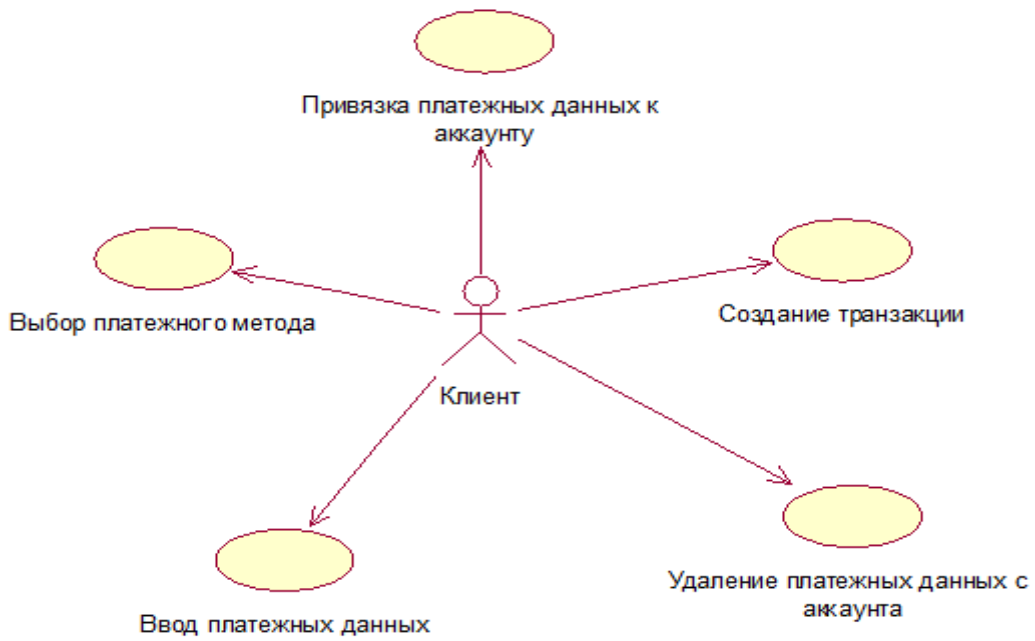 Привязка платежных данных к
аккаунту
Выбор платежного метода
Создание транзакции
Клиент
Удаление платежных данных с
аккаунта
Ввод платежных данных